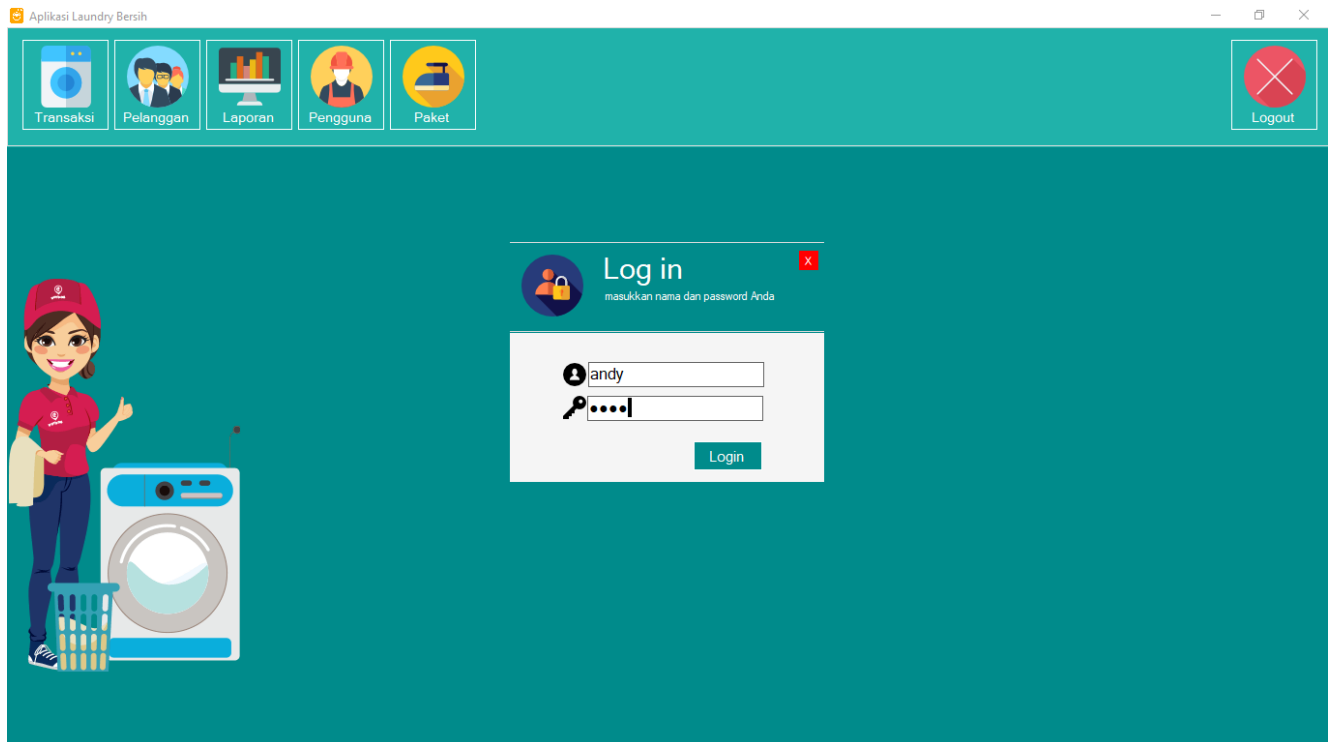 Aplikasi Laundry Bersih
Transaksi
Pelanggan
Laporan
Pengguna
Paket
Logout
Log in
X
masukkan nama dan password Anda
andy
••••
Login